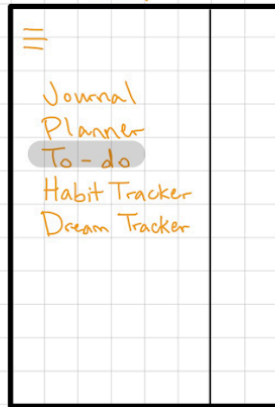 Journal
Planner
To-do
Habit Tracker
Dream Tracker